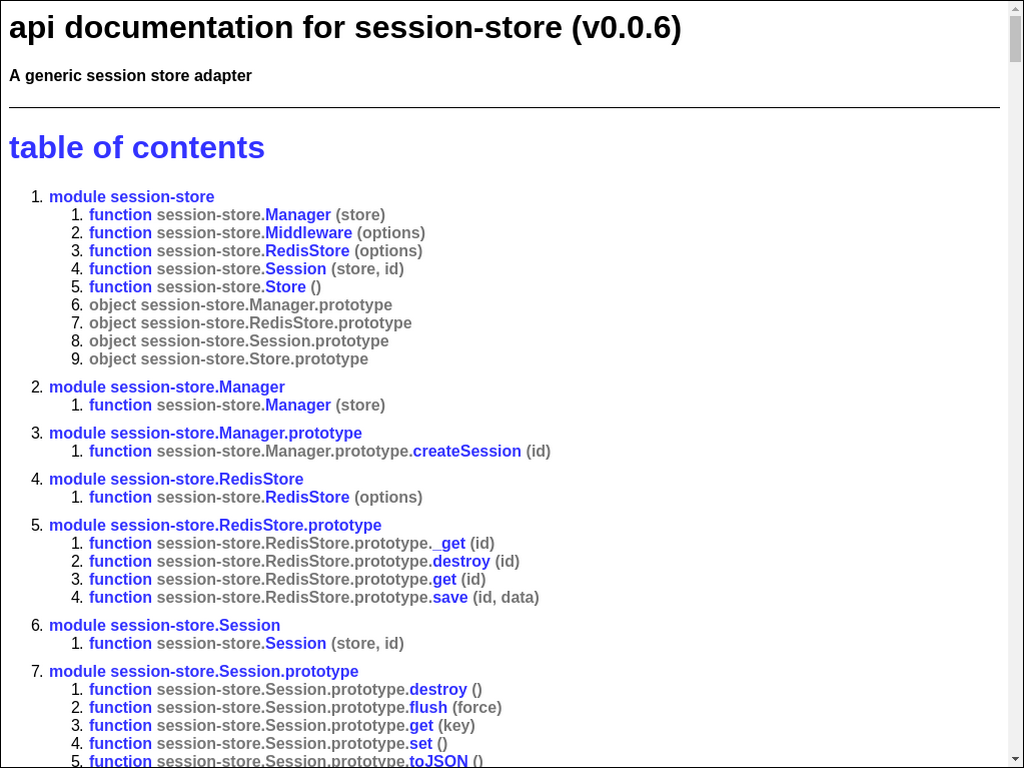 api documentation for session-store (v0.0.6)
A generic session store adapter
table of contents
1. module session-store
1. function session-store.Manager (store)
2. function session-store.Middleware (options)
3. function session-store.RedisStore (options)
4. function session-store.Session (store, id)
5. function session-store.Store ()
6. object session-store.Manager.prototype
7. object session-store.RedisStore.prototype
8. object session-store.Session.prototype
9. object session-store.Store.prototype
2. module session-store.Manager
1. function session-store.Manager (store)
3. module session-store.Manager.prototype
1. function session-store.Manager.prototype.createSession (id)
4. module session-store.RedisStore
1. function session-store.RedisStore (options)
5. module session-store.RedisStore.prototype
1. function session-store.RedisStore.prototype._get (id)
2. function session-store.RedisStore.prototype.destroy (id)
3. function session-store.RedisStore.prototype.get (id)
4. function session-store.RedisStore.prototype.save (id, data)
6. module session-store.Session
1. function session-store.Session (store, id)
7. module session-store.Session.prototype
1. function session-store.Session.prototype.destroy ()
2. function session-store.Session.prototype.flush (force)
3. function session-store.Session.prototype.get (key)
4. function session-store.Session.prototype.set ()
5. function session-store.Session.prototype.toJSON ()